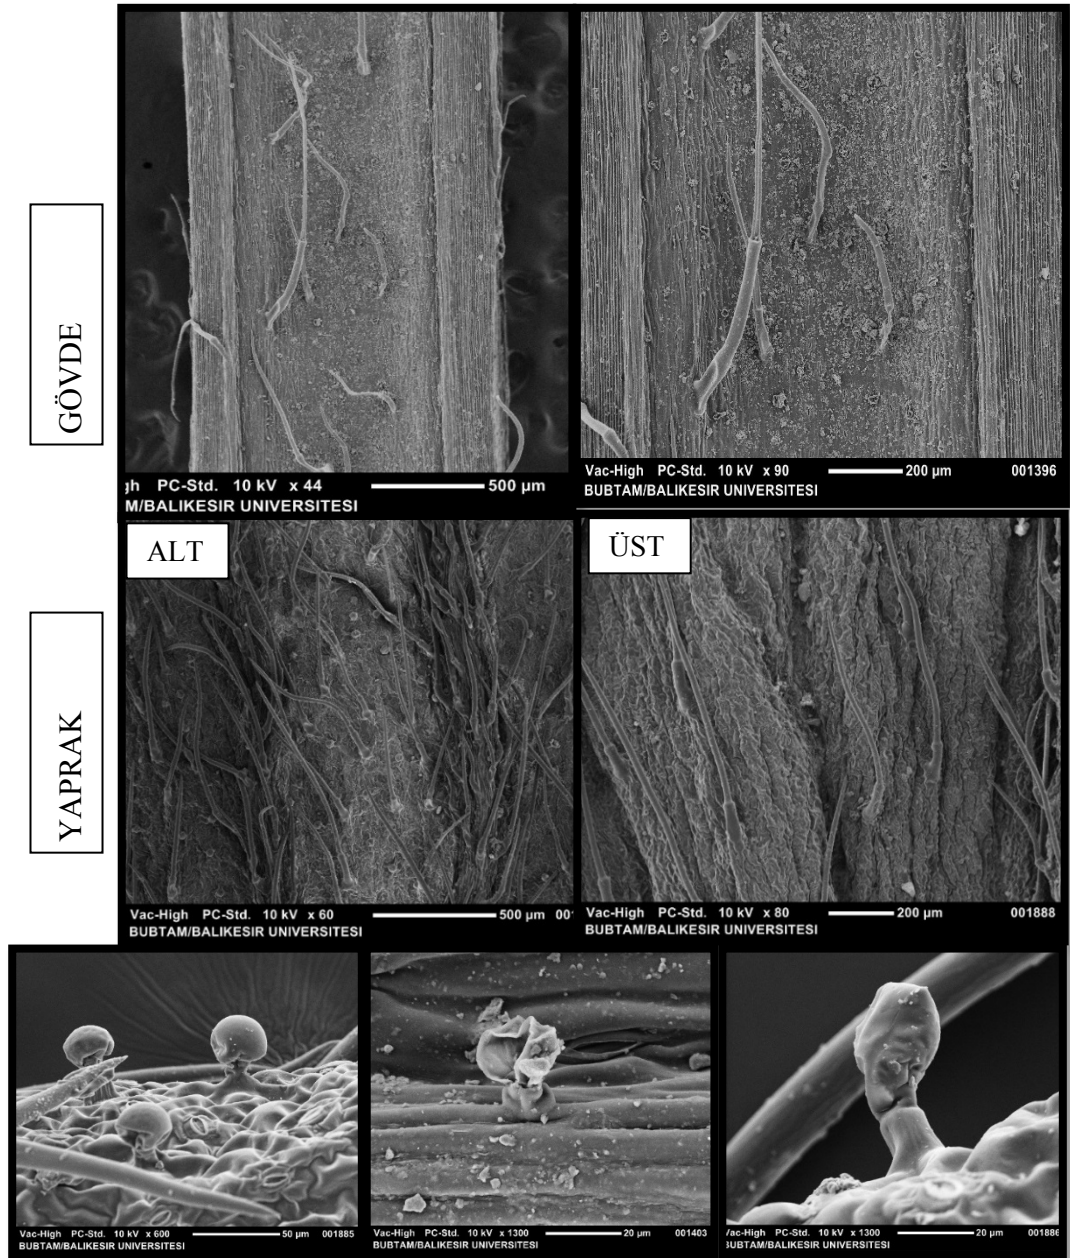 GÖVDE
gh PC-Std. 10 kV x 44 500 µm
M/BALIKESIR UNIVERSITESI
Vac-High PC-Std. 10 kV x 90 200 µm 001396
BUBTAM/BALIKESIR UNIVERSITESI
YAPRAK
ALT
ÜST
Vac-High PC-Std. 10 kV x 60 500 µm 00
BUBTAM/BALIKESIR UNIVERSITESI
Vac-High PC-Std. 10 kV x 80 200 µm 001888
BUBTAM/BALIKESIR UNIVERSITESI
Vac-High PC-Std. 10 kV x 600 50 µm 001885
BUBTAM/BALIKESIR UNIVERSITESI
Vac-High PC-Std. 10 kV x 1300 20 µm 001403
BUBTAM/BALIKESIR UNIVERSITESI
Vac-High PC-Std. 10 kV x 1300 20 µm 001886
BUBTAM/BALIKESIR UNIVERSITESI